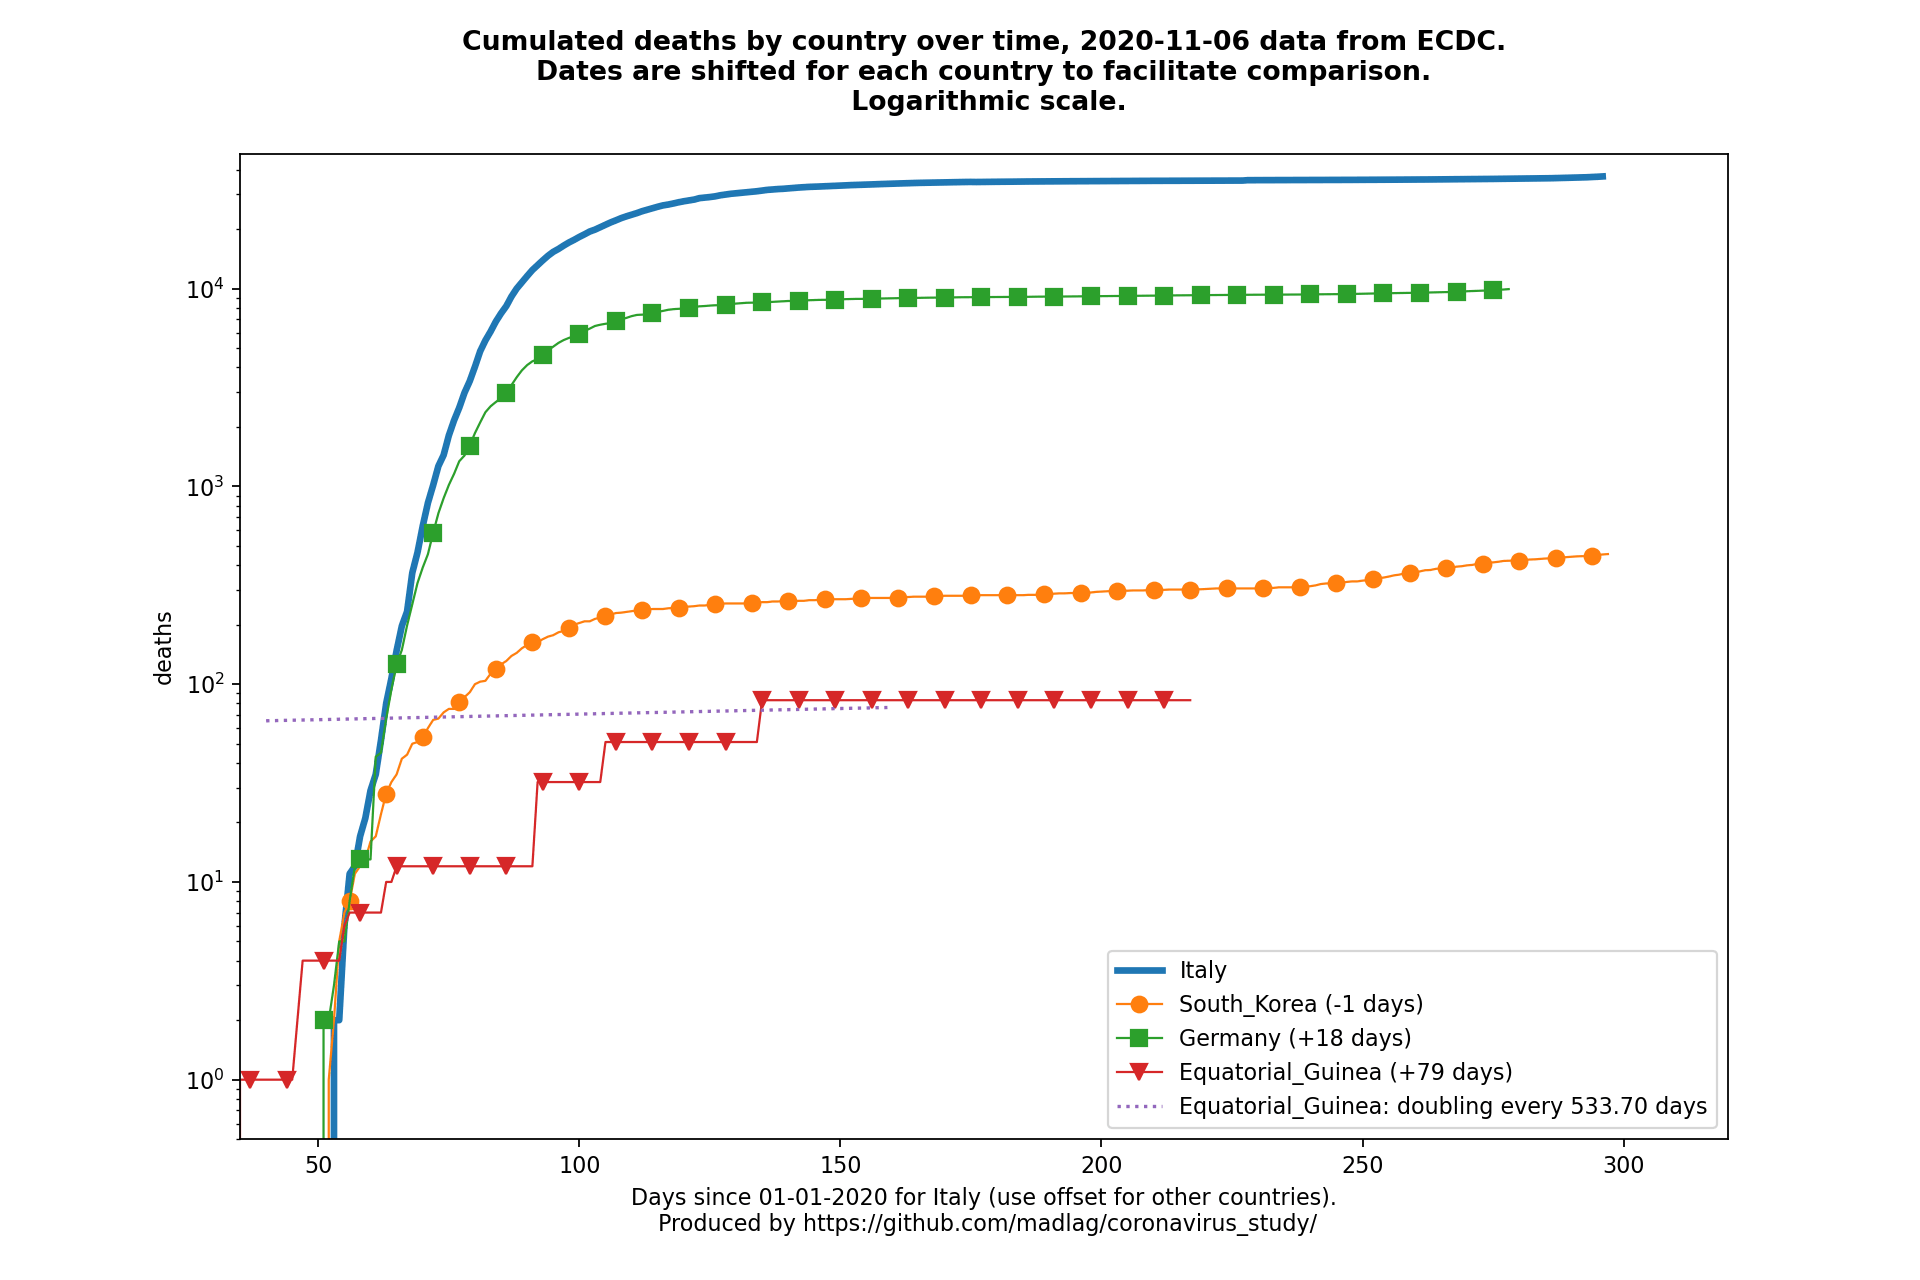 Cumulated deaths by country over time, 2020-11-06 data from ECDC.
Dates are shifted for each country to facilitate comparison.
Logarithmic scale.
deaths
10^4
10^3
10^2
10^1
10^0
50 100 150 200 250 300
Italy
South_Korea (-1 days)
Germany (+18 days)
Equatorial_Guinea (+79 days)
Equatorial_Guinea: doubling every 533.70 days
Days since 01-01-2020 for Italy (use offset for other countries).
Produced by https://github.com/madlag/coronavirus_study/